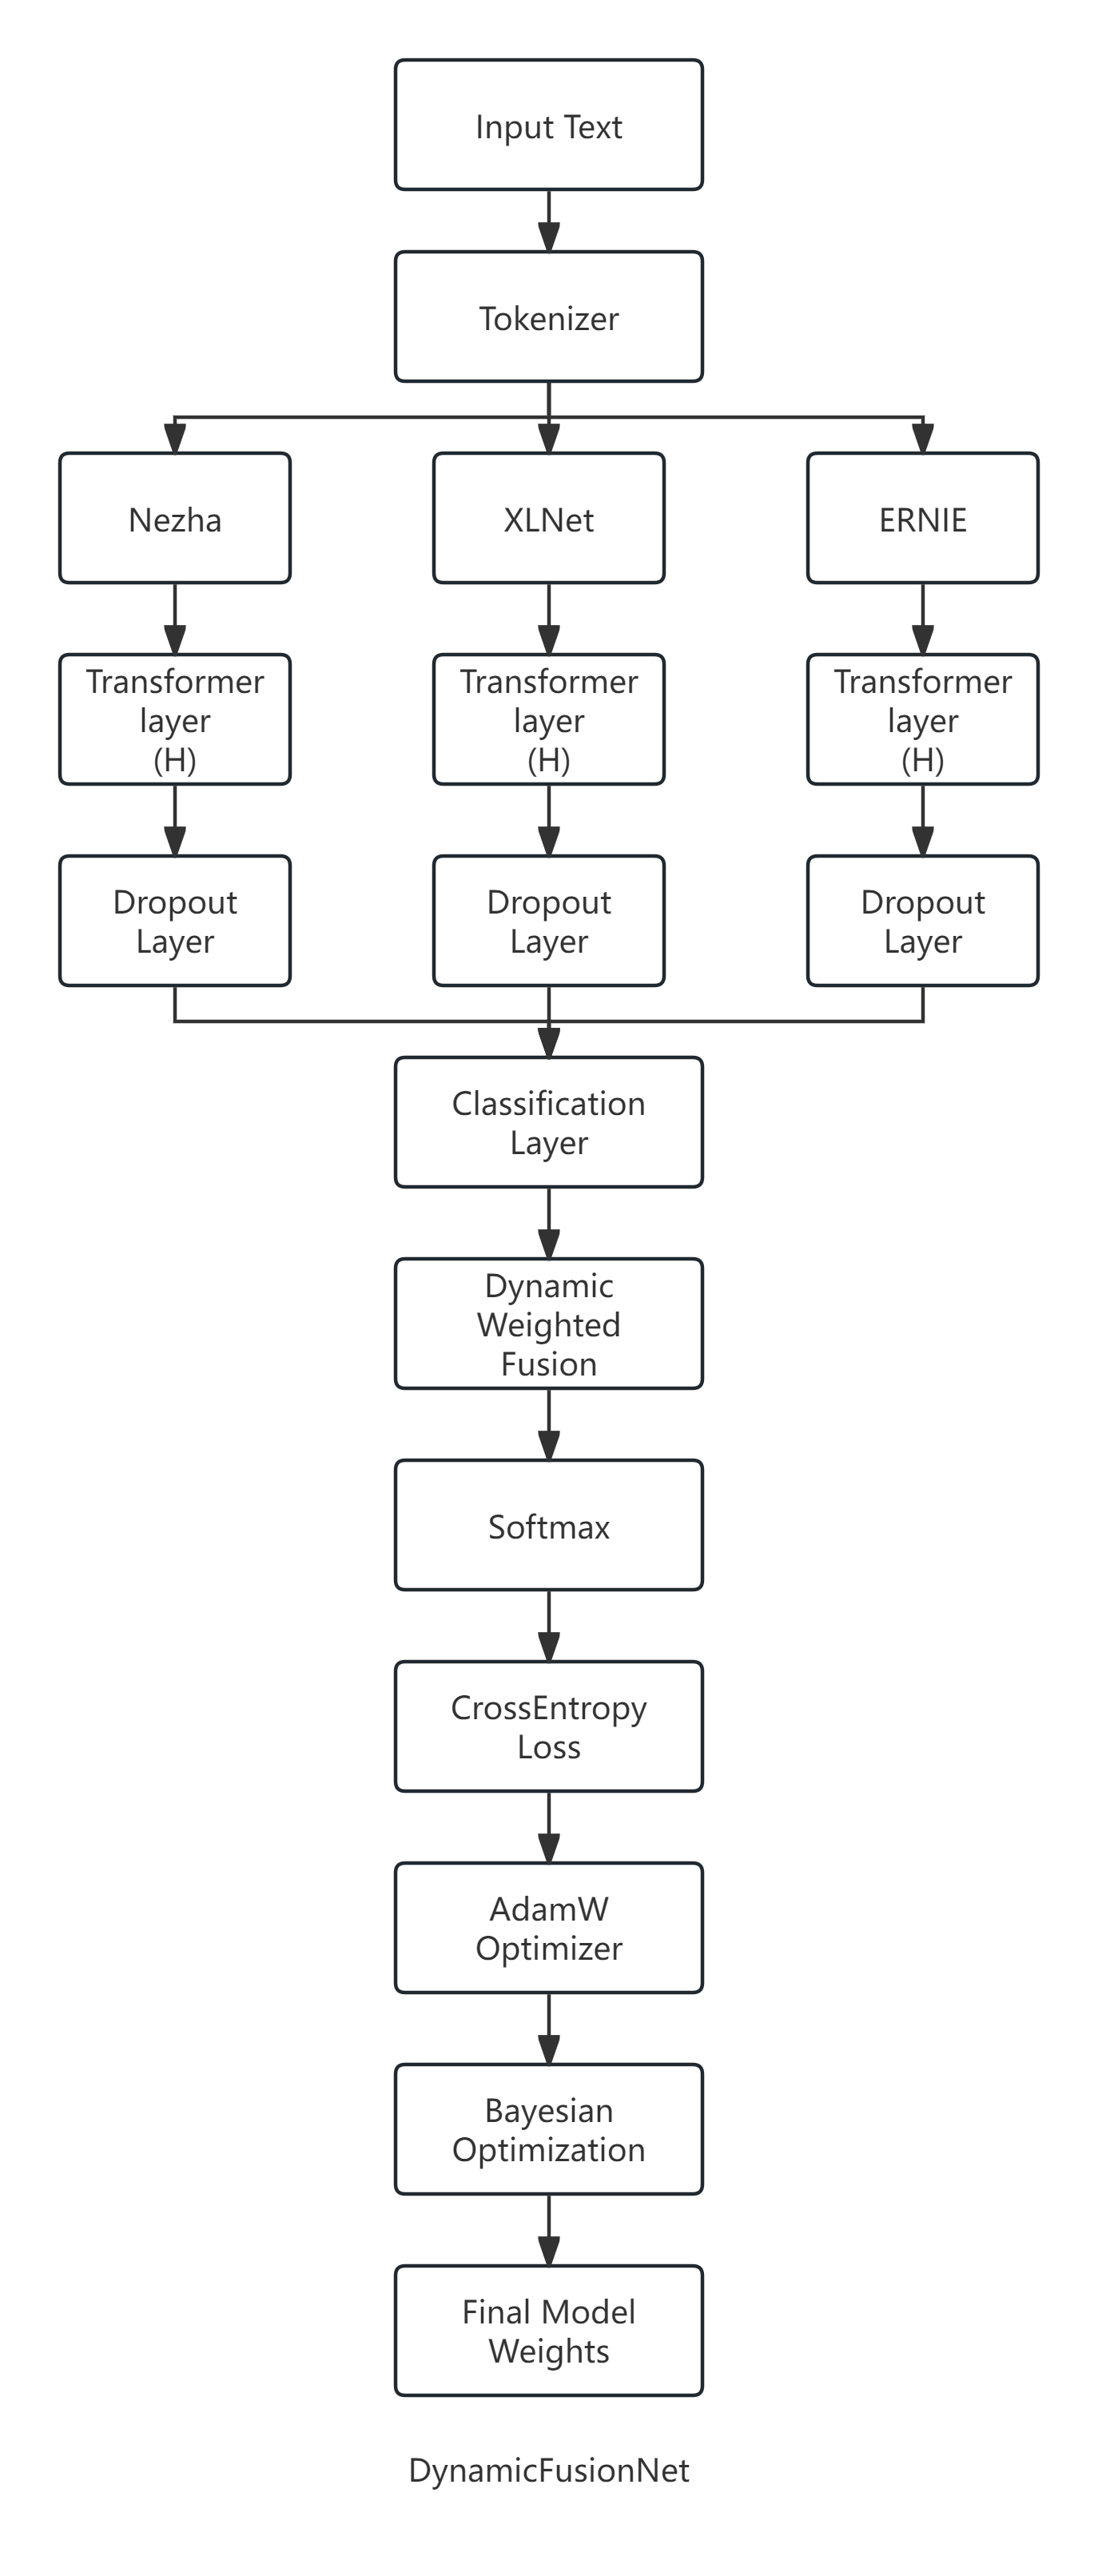 Input Text
Tokenizer
Nezha
XLNet
ERNIE
Transformer
layer
(H)
Transformer
layer
(H)
Transformer
layer
(H)
Dropout
Layer
Dropout
Layer
Dropout
Layer
Classification
Layer
Dynamic
Weighted
Fusion
Softmax
CrossEntropy
Loss
AdamW
Optimizer
Bayesian
Optimization
Final Model
Weights
DynamicFusionNet